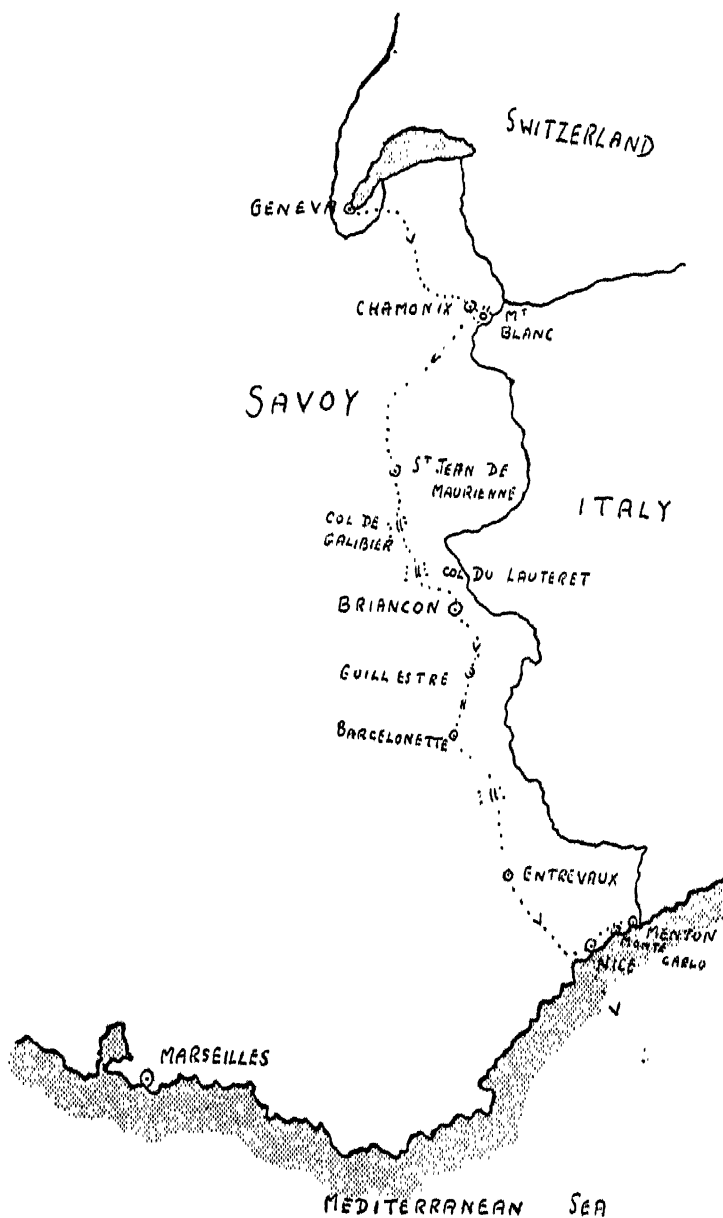 SWITZERLAND
GENEVA
CHAMONIX
MT
BLANC
SAVOY
ST JEAN DE
MAURIENNE
ITALY
COL DE
GALIBIER
COL DU LAUTERET
BRIANCON
GUILLESTRE
BARCELONETTE
ENTREVAUX
MENTON
MONTE
CARLO
NICE
MARSEILLES
MEDITERRANEAN SEA